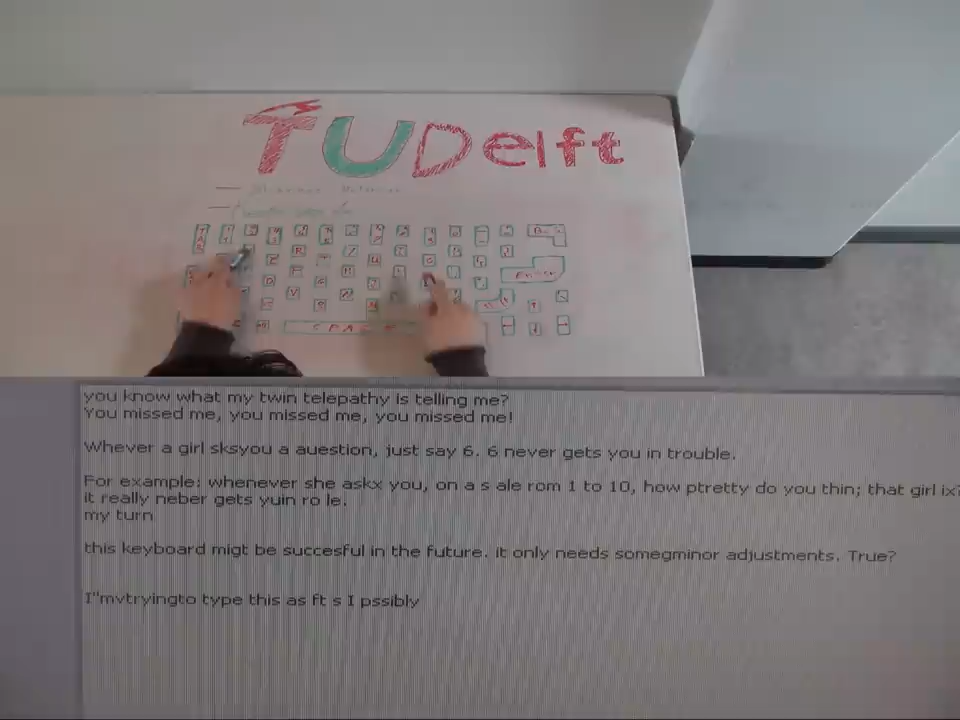 TUDelft
SPACE
Enter
you know what my twin telepathy is telling me?
You missed me, you missed me, you missed me!
Whever a girl sksyou a auestion, just say 6. 6 never gets you in trouble.
For example: whenever she askx you, on a s ale rom 1 to 10, how ptretty do you thin; that girl ix?
it really neber gets yuin ro le.
my turn
this keyboard migt be succesful in the future. it only needs somegminor adjustments. True?
I"mvtryingto type this as ft s I pssibly